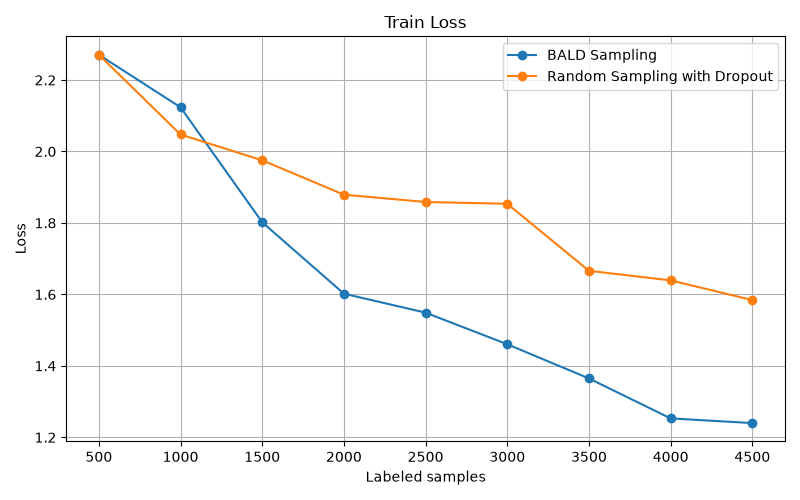 Train Loss
BALD Sampling
Random Sampling with Dropout
Loss
2.2
2.0
1.8
1.6
1.4
1.2
500 1000 1500 2000 2500 3000 3500 4000 4500
Labeled samples